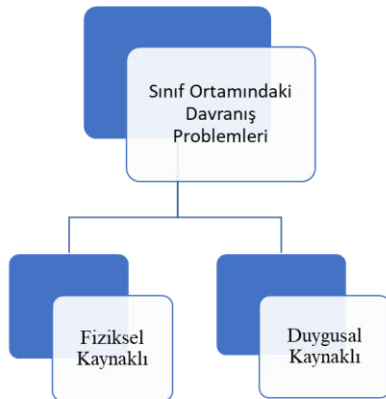 Sınıf Ortamındaki
Davranış
Problemleri
Fiziksel
Kaynaklı
Duygusal
Kaynaklı